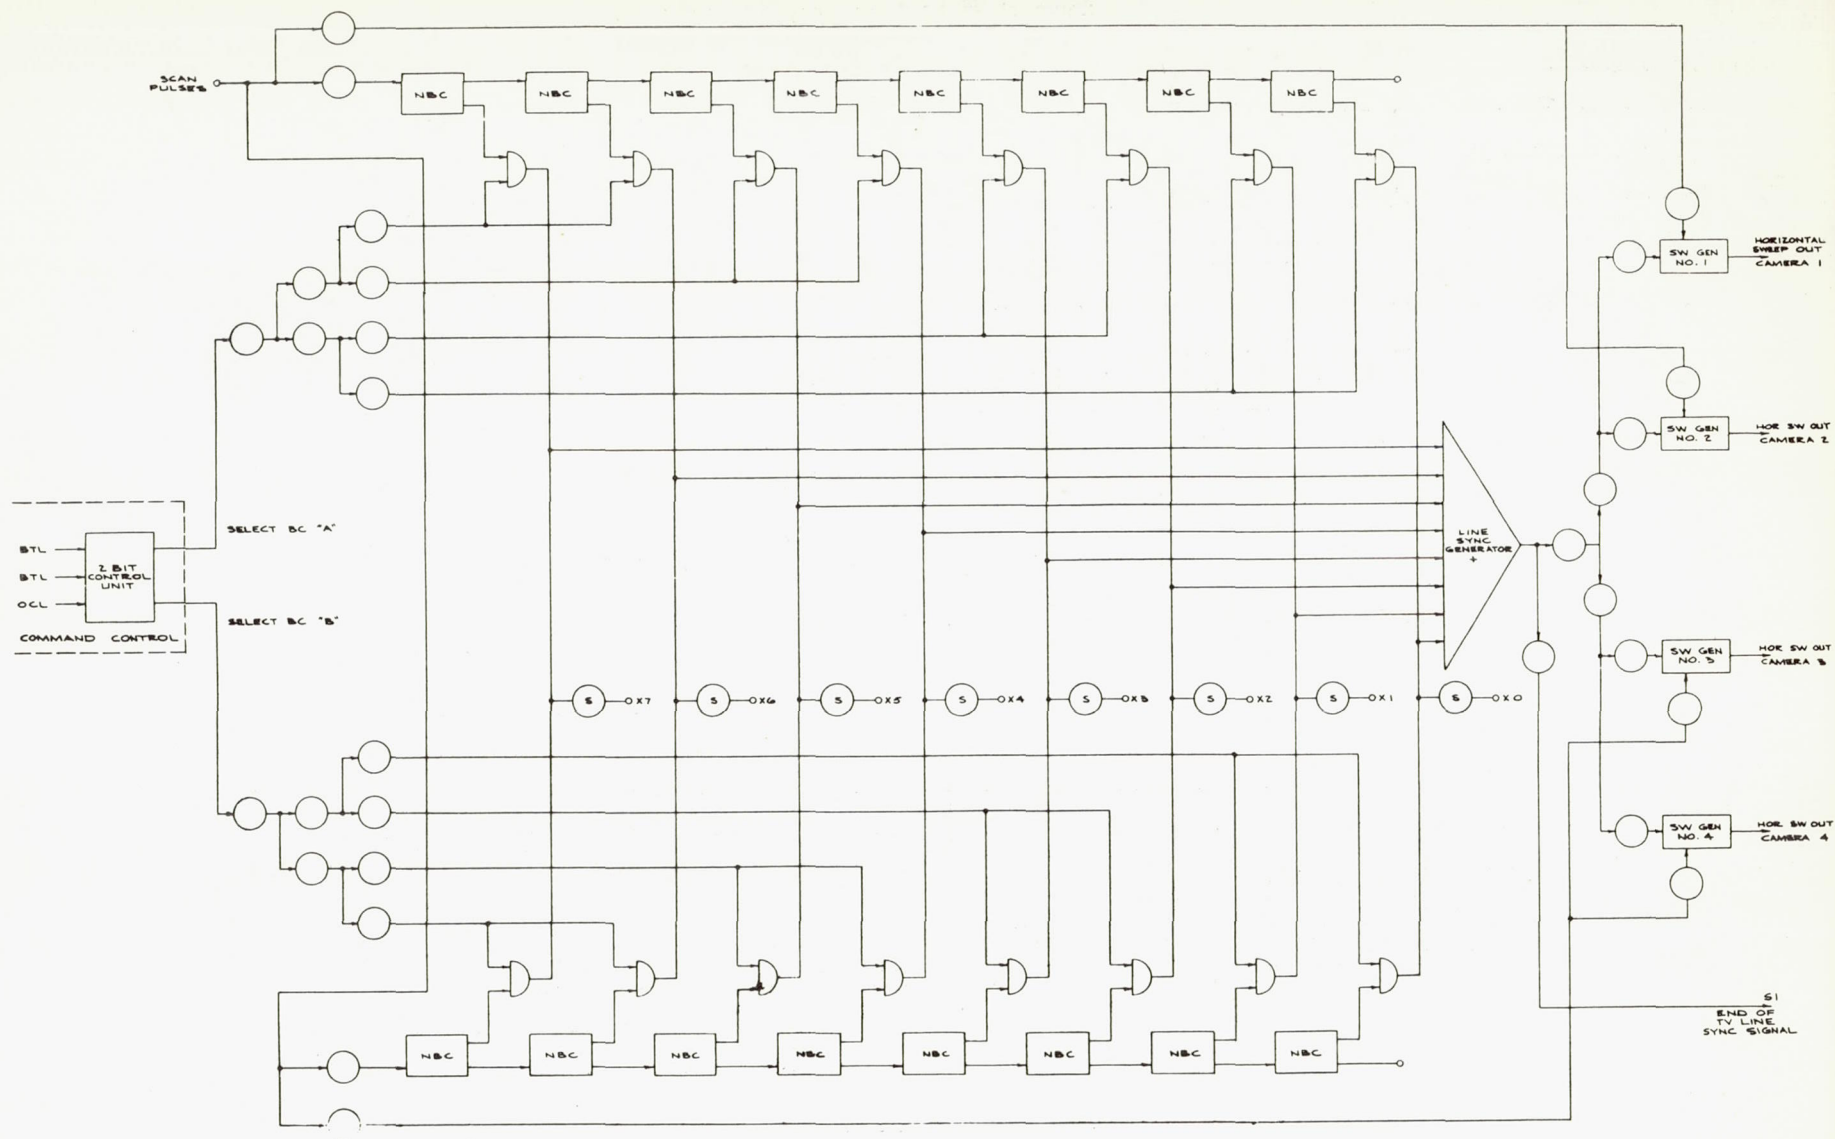 SCAN
PULSES
NBC
NBC
NBC
NBC
NBC
NBC
NBC
NBC
HORIZONTAL
SWEEP OUT
CAMERA 1
SW GEN
NO. 1
SW GEN
NO. 2
HOR SW OUT
CAMERA 2
SELECT BC "A"
BTL
BTL
OCL
2 BIT
CONTROL
UNIT
COMMAND CONTROL
SELECT BC "B"
LINE
SYNC
GENERATOR
+
SW GEN
NO. 3
HOR SW OUT
CAMERA 3
S
X7
S
X6
S
X5
S
X4
S
X3
S
X2
S
X1
S
X0
SW GEN
NO. 4
HOR SW OUT
CAMERA 4
S1
END OF
TV LINE
SYNC SIGNAL
NBC
NBC
NBC
NBC
NBC
NBC
NBC
NBC